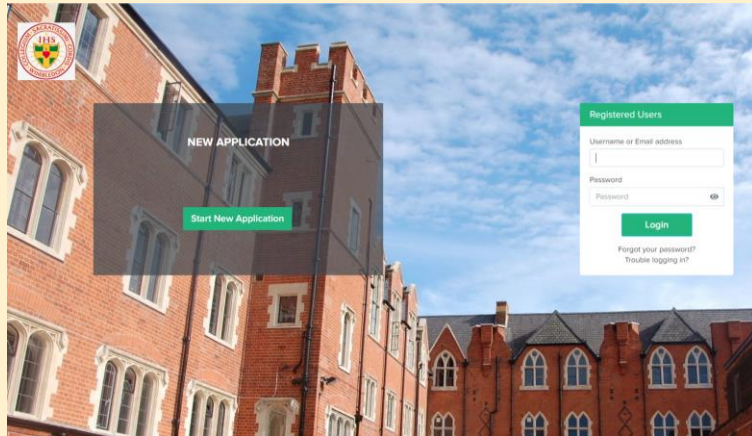 IHS
NEW APPLICATION
Start New Application
Registered Users
Username or Email address
Password
Password
Login
Forgot your password?
Trouble logging in?